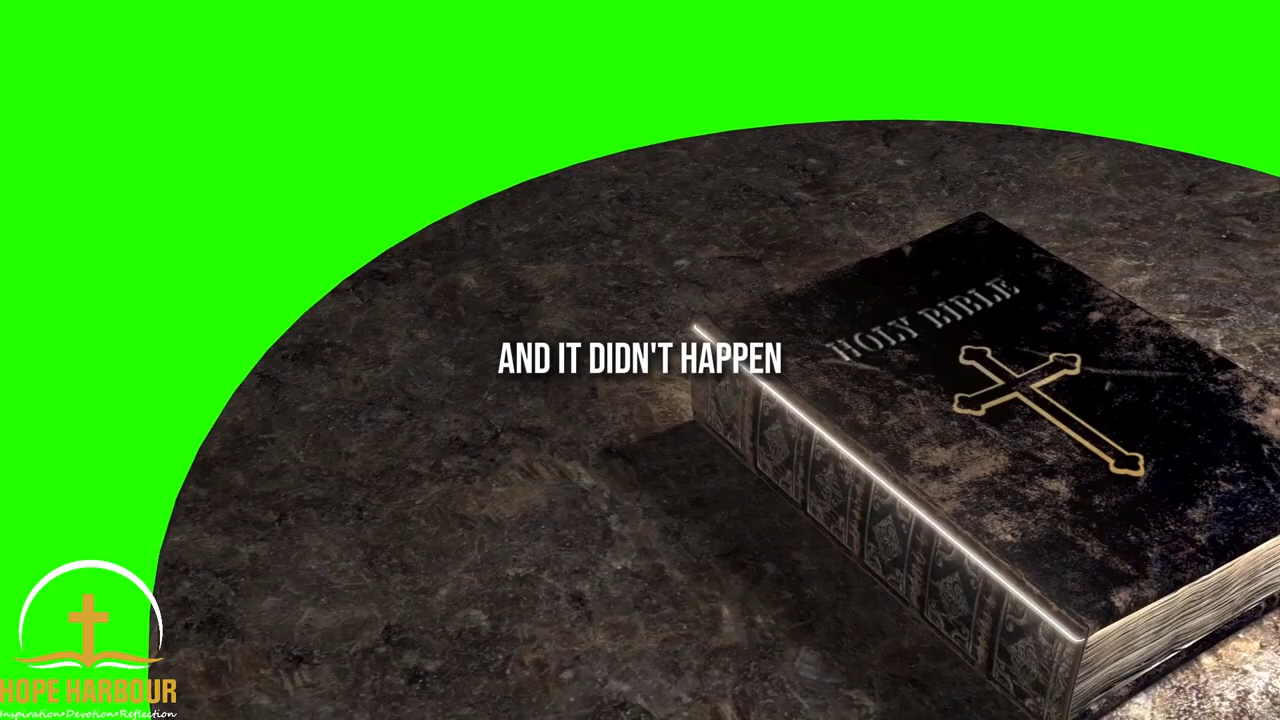 HOLY BIBLE
AND IT DIDN'T HAPPEN
HOPE HARBOUR
Inspiration•Devotion•Reflection